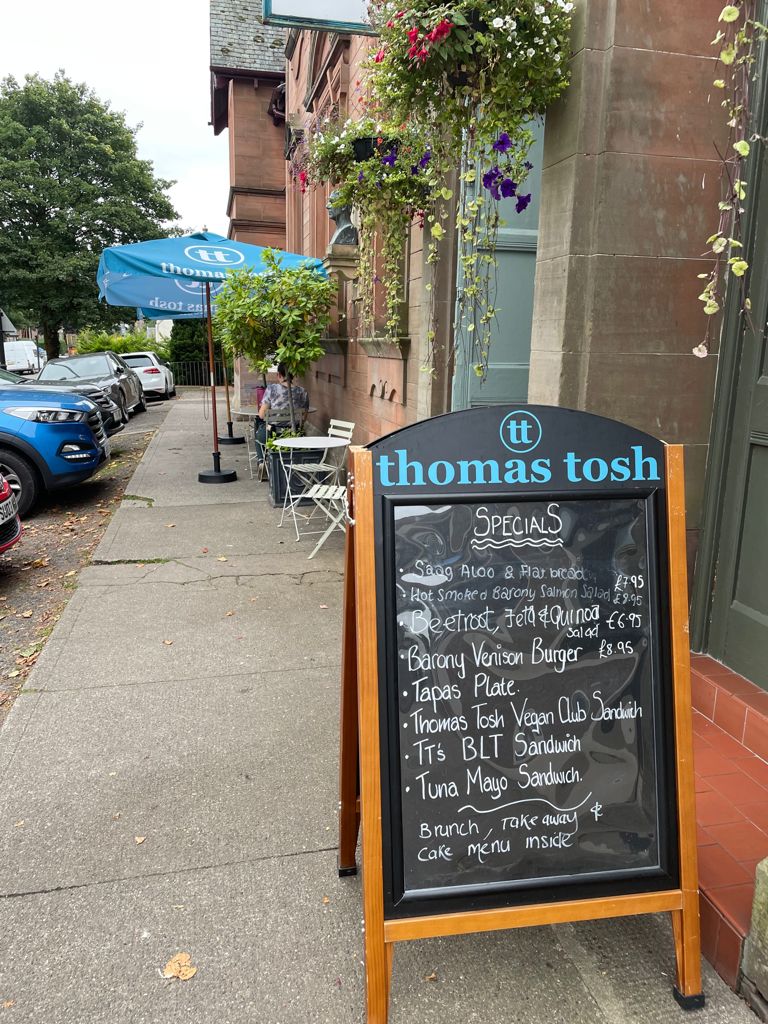 tt
thomas
thomas tosh
tt
thomas tosh
SPECIALS
• Saag Aloo & Flatbread £7.95
• Hot Smoked Barony Salmon Salad £8.95
• Beetroot, Feta & Quinoa £6.95
salad
• Barony Venison Burger £8.95
• Tapas Plate.
• Thomas Tosh Vegan Club Sandwich
• TT's BLT Sandwich
• Tuna Mayo Sandwich.
Brunch, Take away &
cake menu inside